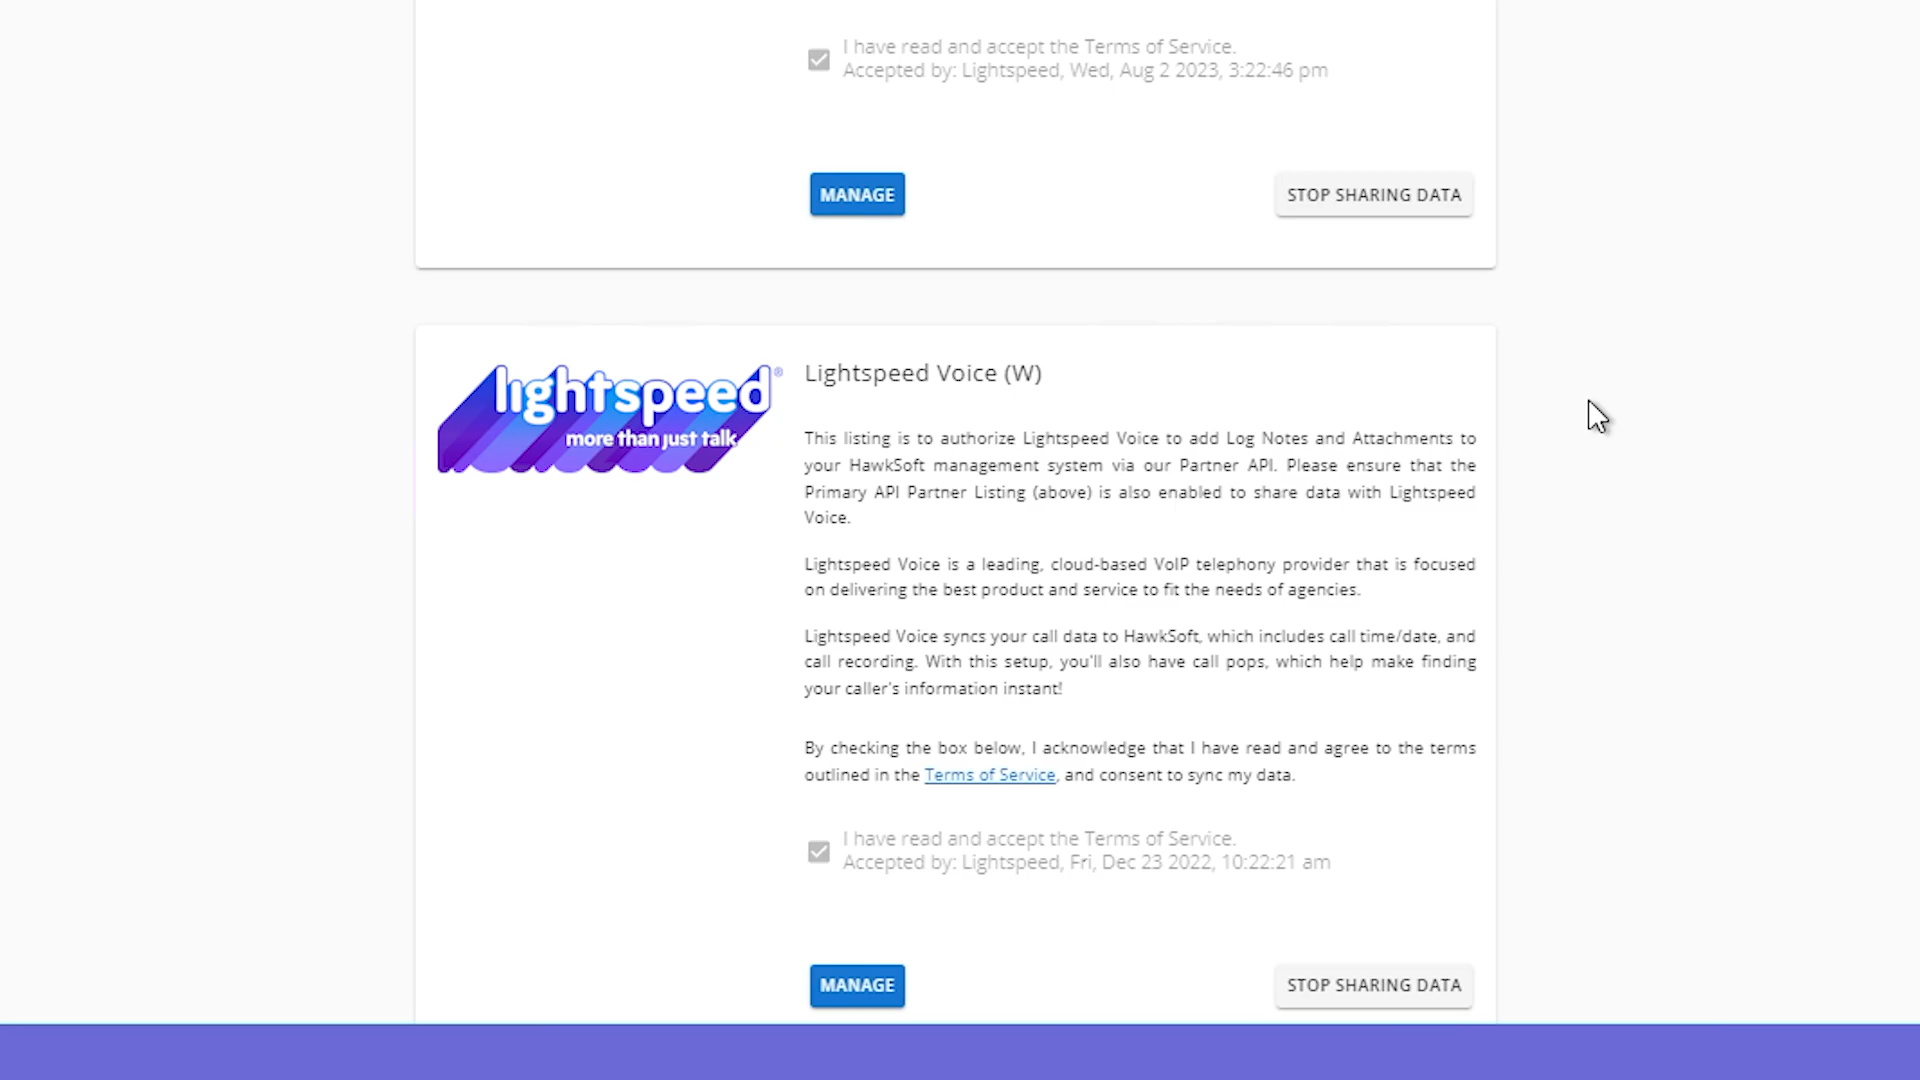 I have read and accept the Terms of Service.
Accepted by: Lightspeed, Wed, Aug 2 2023, 3:22:46 pm
MANAGE
STOP SHARING DATA
lightspeed®
more than just talk.
Lightspeed Voice (W)
This listing is to authorize Lightspeed Voice to add Log Notes and Attachments to
your HawkSoft management system via our Partner API. Please ensure that the
Primary API Partner Listing (above) is also enabled to share data with Lightspeed
Voice.
Lightspeed Voice is a leading, cloud-based VoIP telephony provider that is focused
on delivering the best product and service to fit the needs of agencies.
Lightspeed Voice syncs your call data to HawkSoft, which includes call time/date, and
call recording. With this setup, you'll also have call pops, which help make finding
your caller's information instant!
By checking the box below, I acknowledge that I have read and agree to the terms
outlined in the Terms of Service, and consent to sync my data.
I have read and accept the Terms of Service.
Accepted by: Lightspeed, Fri, Dec 23 2022, 10:22:21 am
MANAGE
STOP SHARING DATA